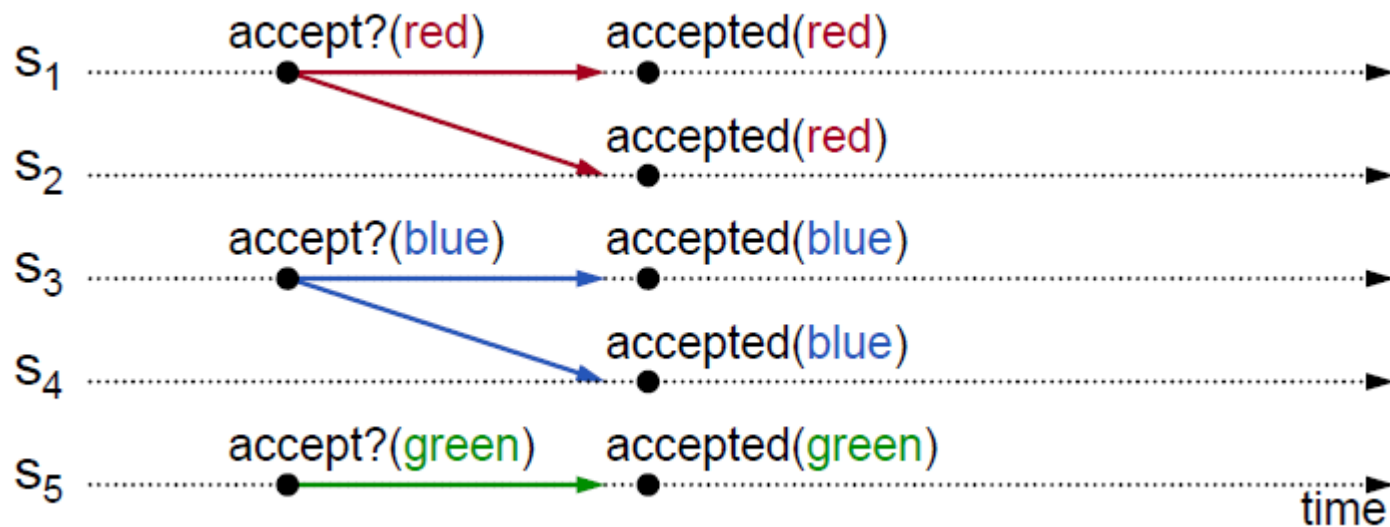 accept?(red) accepted(red)
S1
accepted(red)
S2
accept?(blue) accepted(blue)
S3
accepted(blue)
S4
accept?(green) accepted(green)
S5
time